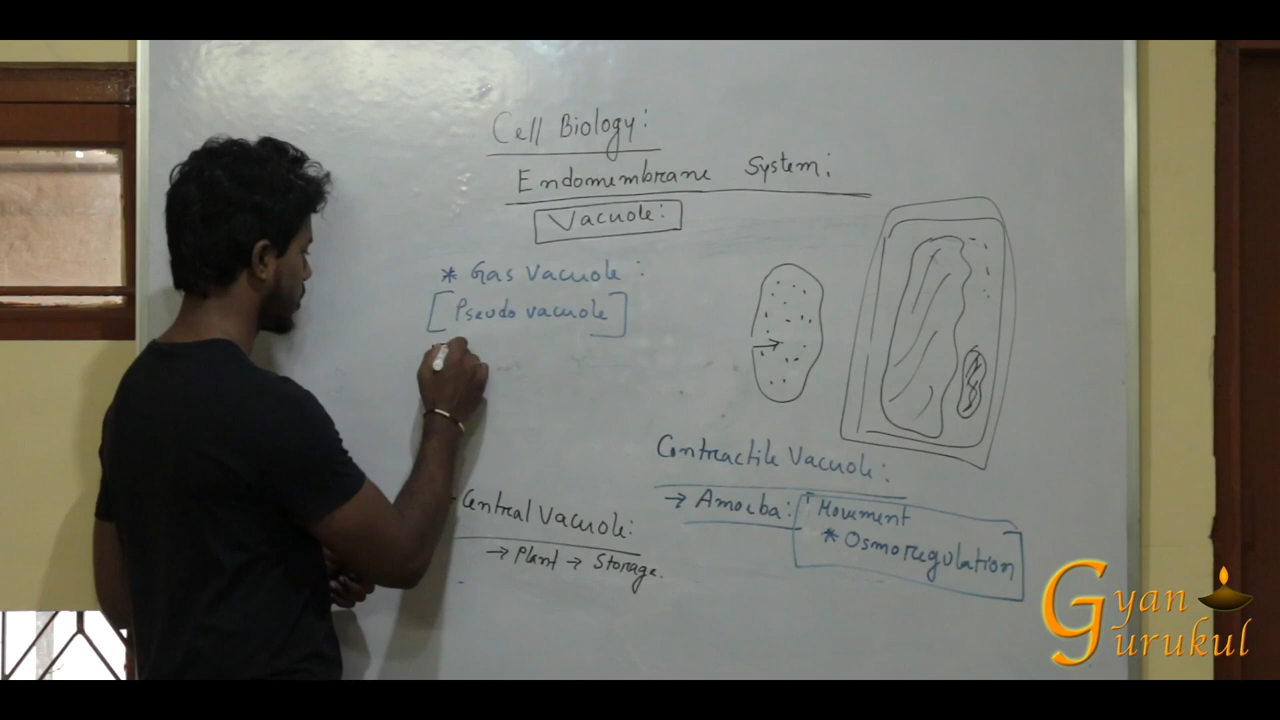 Cell Biology:
Endomembrane System:
Vacuole:
* Gas Vacuole:
[Pseudo vacuole]
Contractile Vacuole:
→ Amoeba: Movement
* Osmoregulation
Central Vacuole:
→ Plant → Storage.
Gyan
Gurukul